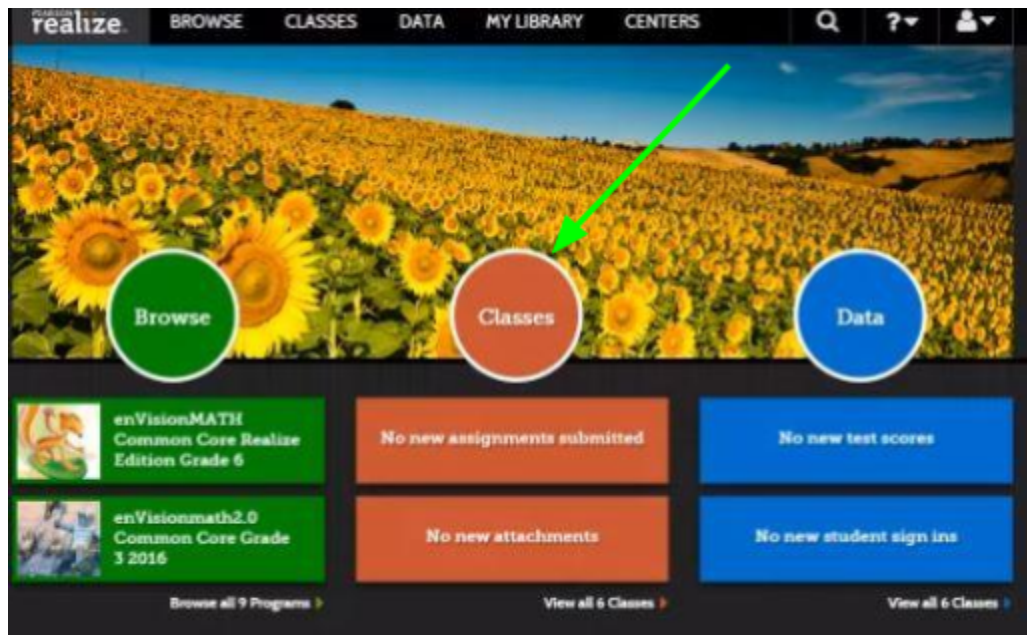 PEARSON
realize.
BROWSE CLASSES DATA MY LIBRARY CENTERS ?
Browse
Classes
Data
enVisionMATH
Common Core Realize
Edition Grade 6
No new assignments submitted
No new test scores
enVisionmath2.0
Common Core Grade
3 2016
No new attachments
No new student sign ins
Browse all 9 Programs
View all 6 Classes
View all 6 Classes